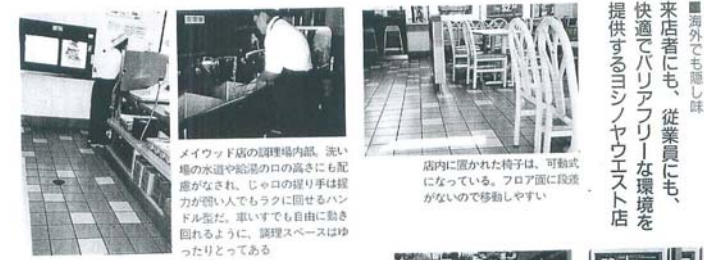 ■海外でも隠し味
来店者にも、従業員にも、
快適でバリアフリーな環境を
提供するヨシノヤウエスト店
メイウッド店の調理場内部。洗い
場の水道や給湯の口の高さにも配
慮がなされ、じゃ口の握り手は握
力が弱い人でもラクに回せるハン
ドル型だ。車いすでも自由に動き
回れるように、調理スペースはゆ
ったりとってある
店内に置かれた椅子は、可動式
になっている。フロア面に段差
がないので移動しやすい